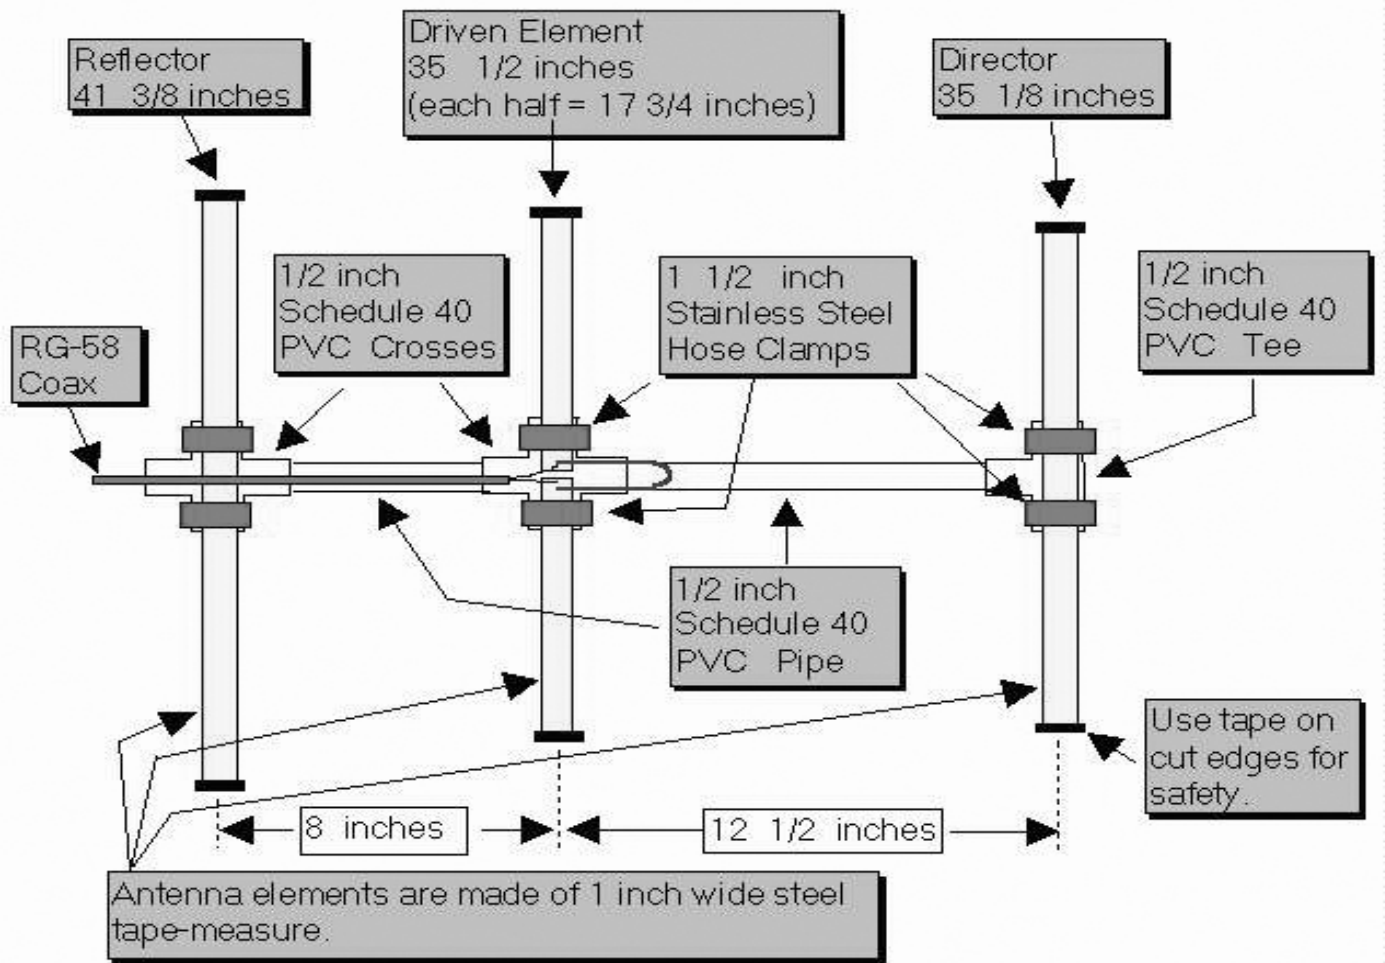 Reflector
41 3/8 inches
Driven Element
35 1/2 inches
(each half = 17 3/4 inches)
Director
35 1/8 inches
1/2 inch
Schedule 40
PVC Crosses
1 1/2 inch
Stainless Steel
Hose Clamps
1/2 inch
Schedule 40
PVC Tee
RG-58
Coax
1/2 inch
Schedule 40
PVC Pipe
Use tape on
cut edges for
safety.
8 inches
12 1/2 inches
Antenna elements are made of 1 inch wide steel
tape-measure.